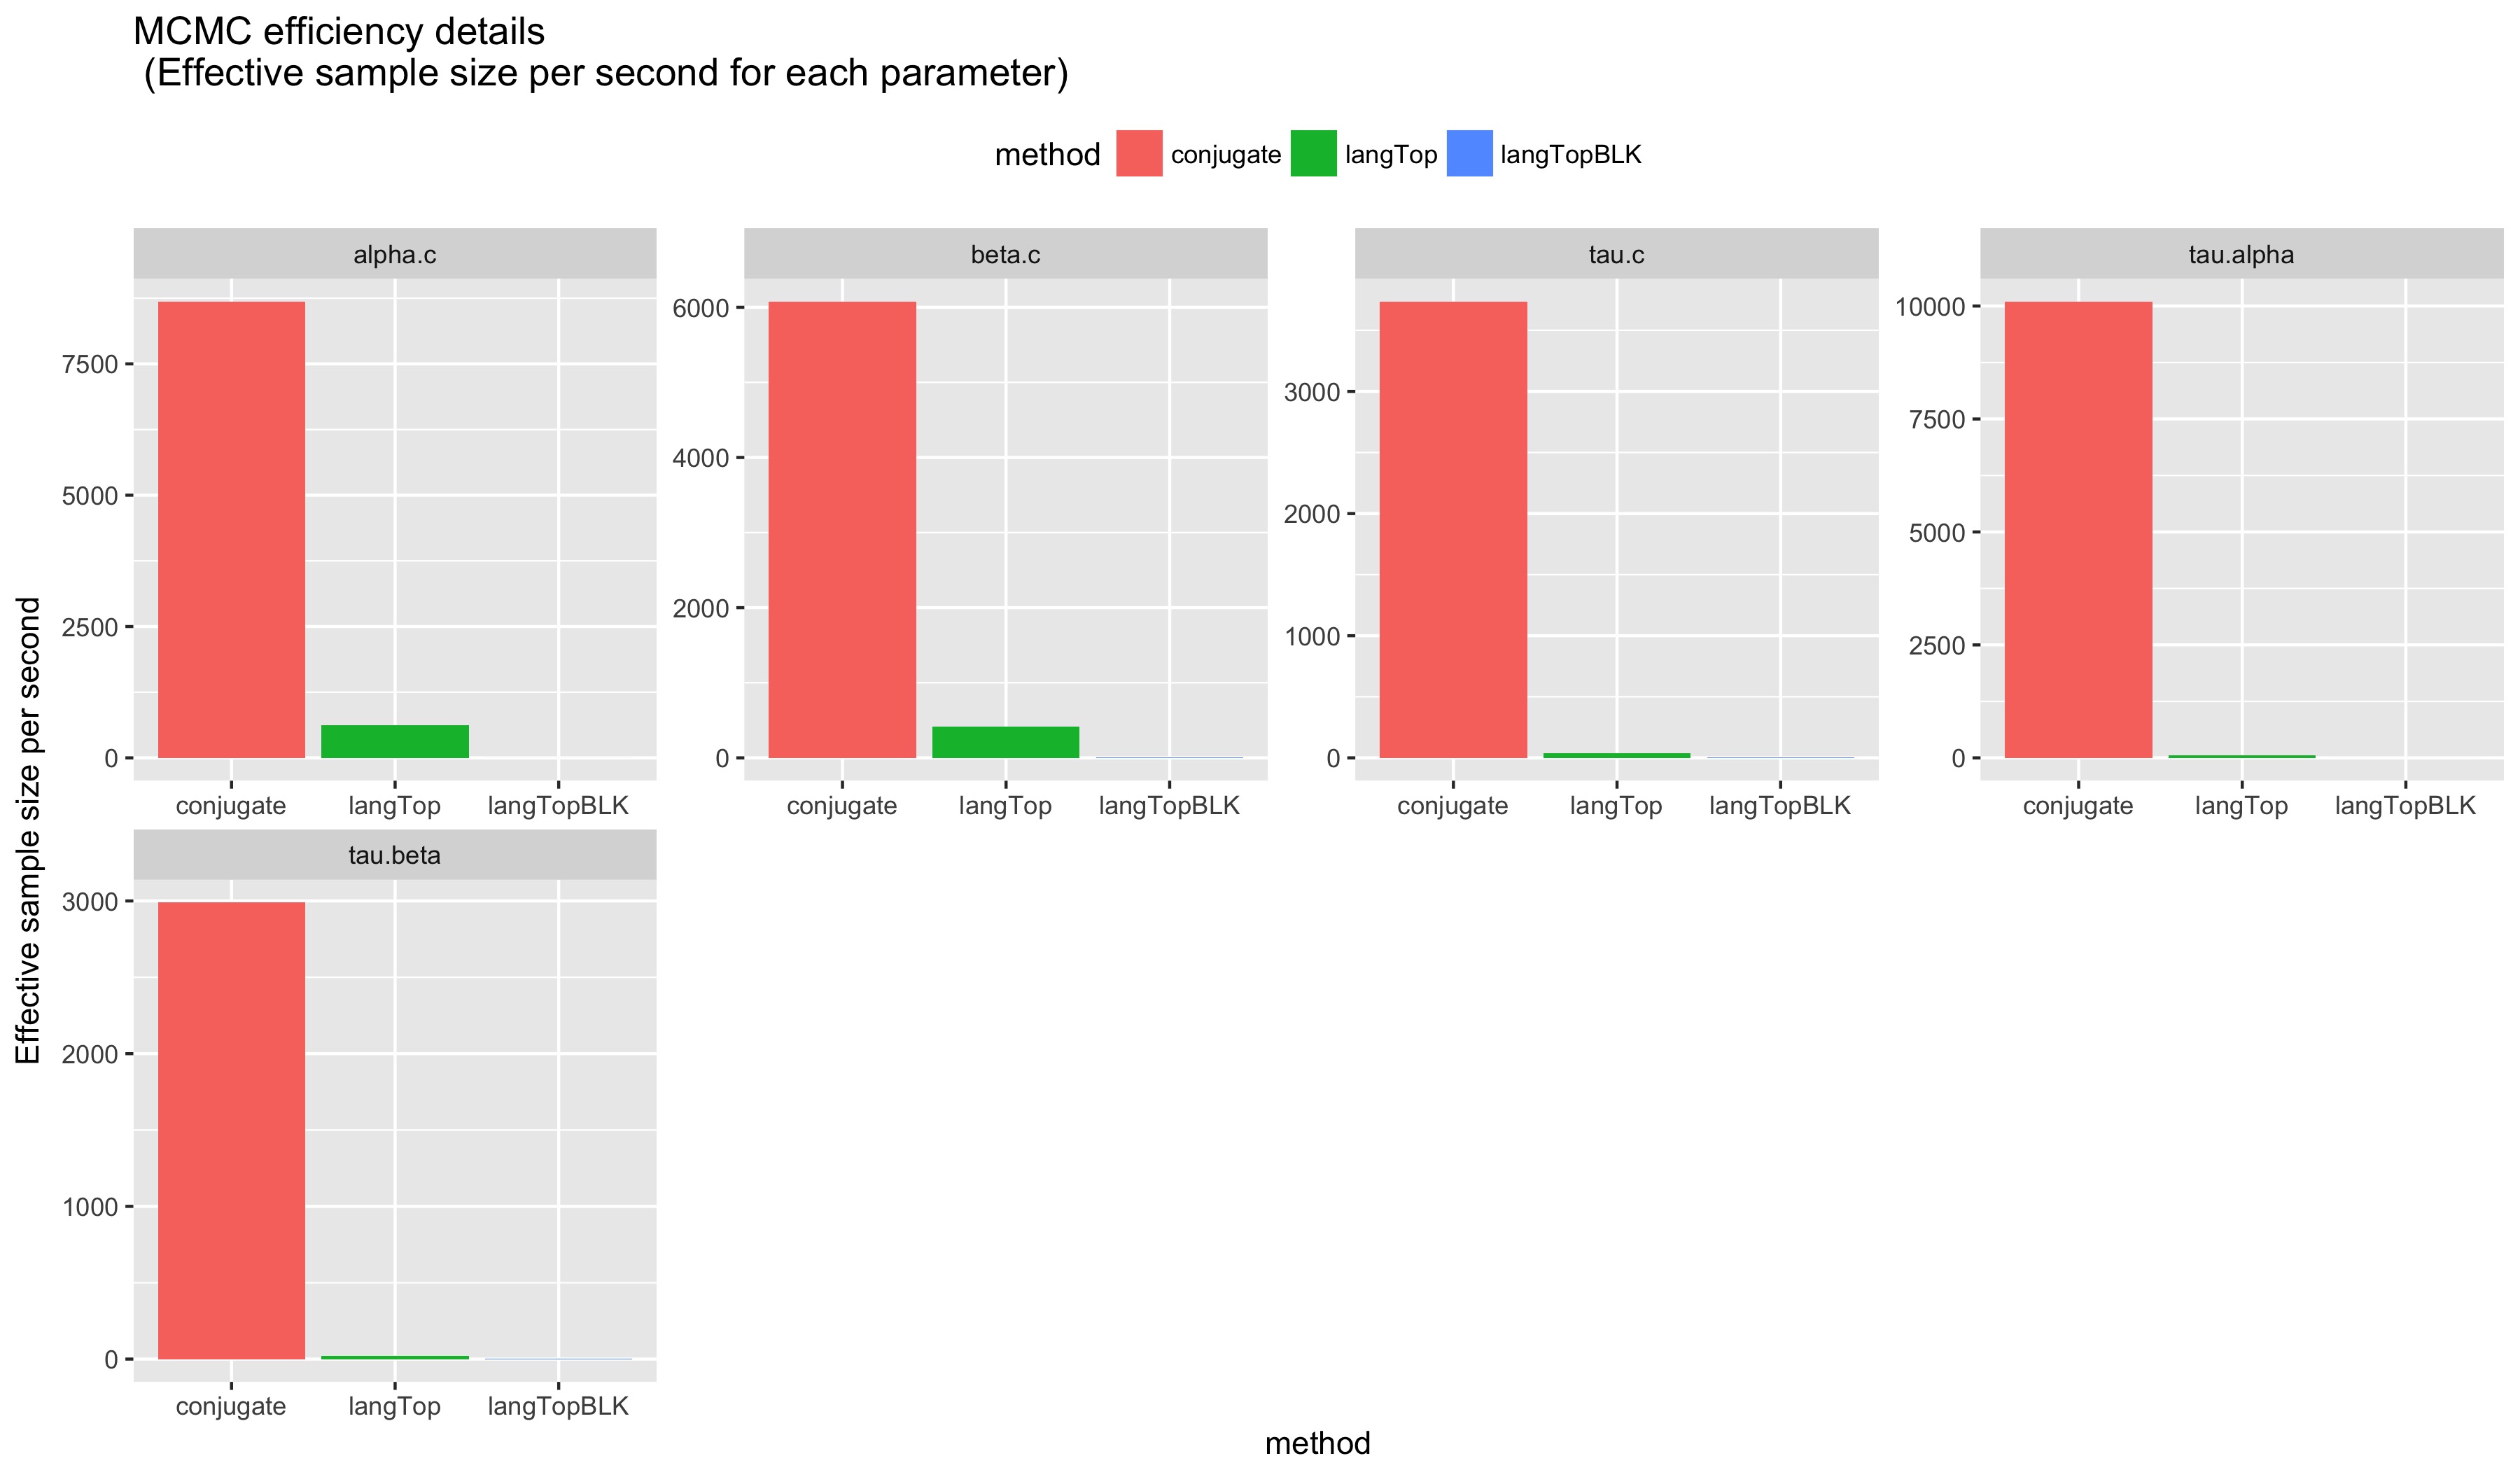 MCMC efficiency details
(Effective sample size per second for each parameter)
method conjugate langTop langTopBLK
alpha.c
beta.c
tau.c
tau.alpha
7500
5000
2500
0
6000
4000
2000
0
3000
2000
1000
0
10000
7500
5000
2500
0
conjugate langTop langTopBLK
conjugate langTop langTopBLK
conjugate langTop langTopBLK
conjugate langTop langTopBLK
tau.beta
3000
2000
1000
0
conjugate langTop langTopBLK
Effective sample size per second
method